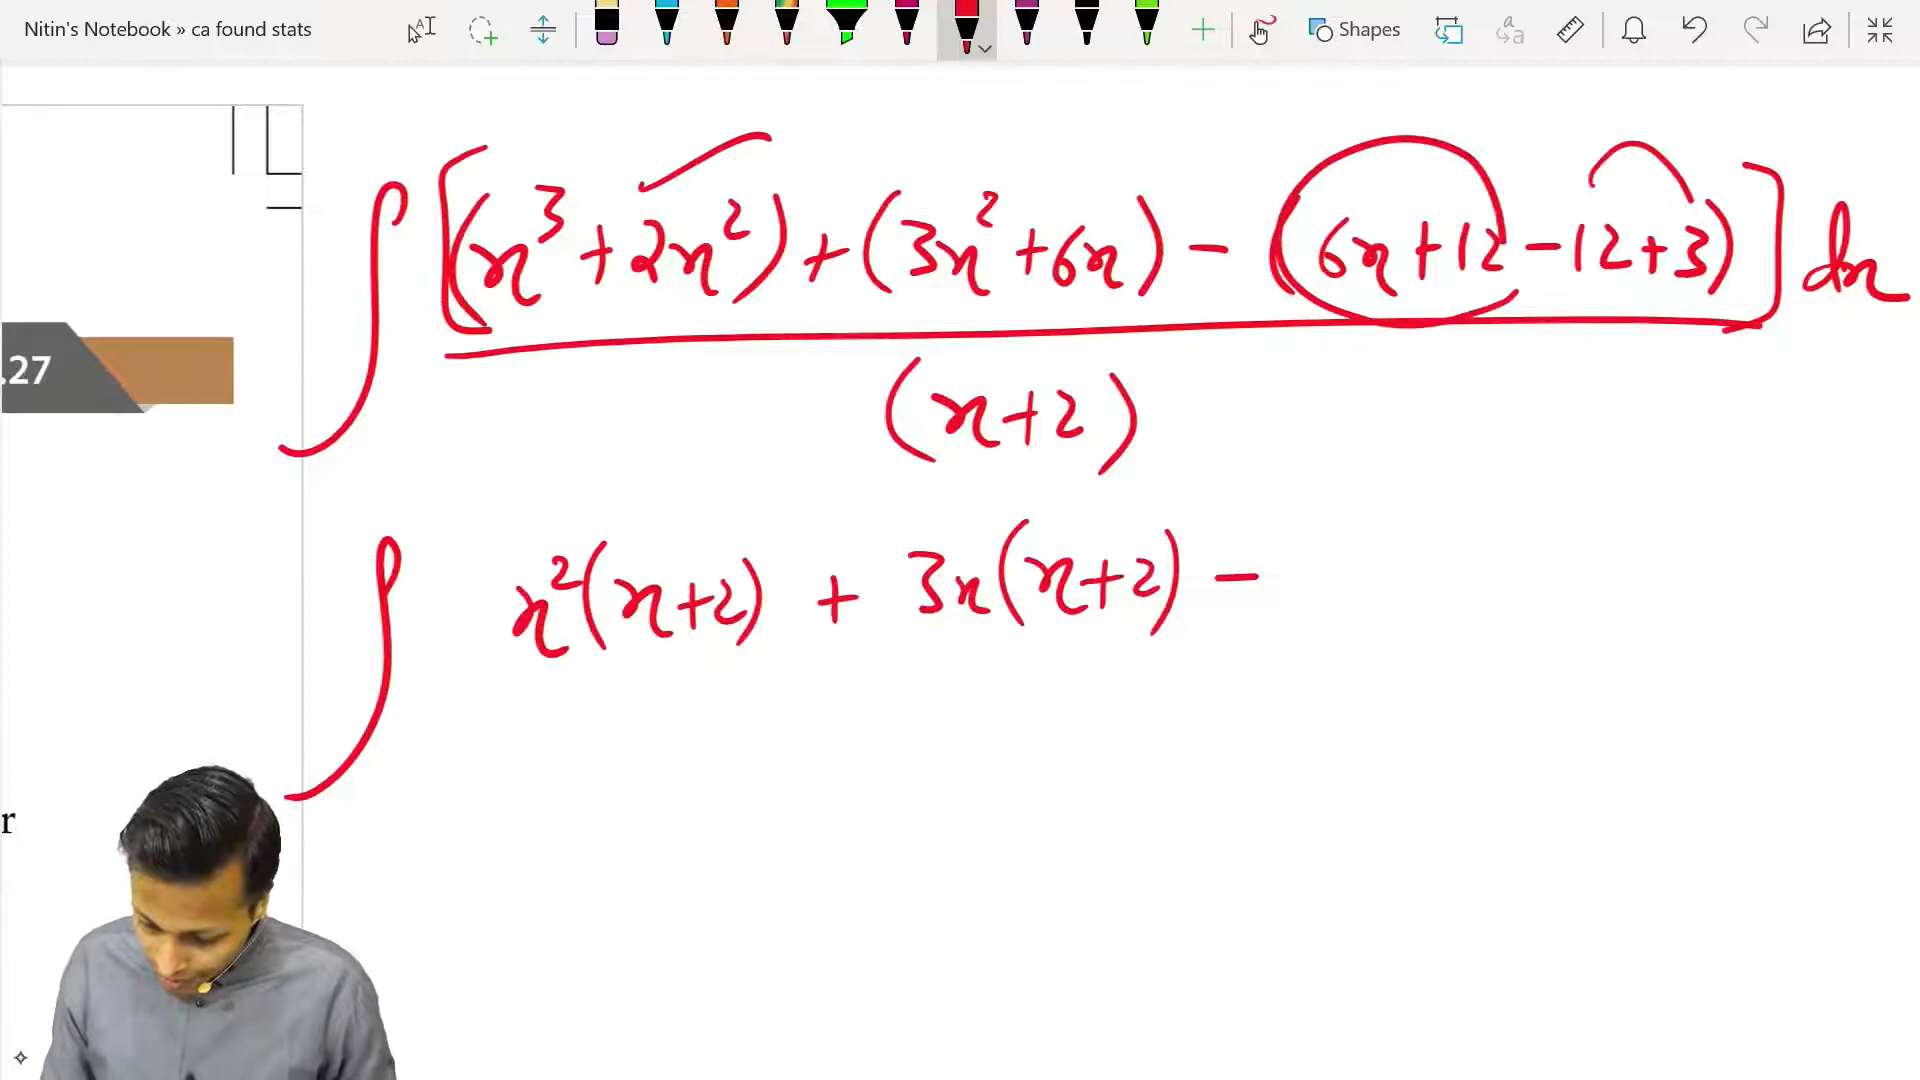 Nitin's Notebook » ca found stats
Shapes
∫ [(x³+2x²)+(3x²+6x)-(6x+12-12+3)] dx
(x+2)
.27
∫ x²(x+2) + 3x(x+2) -
r